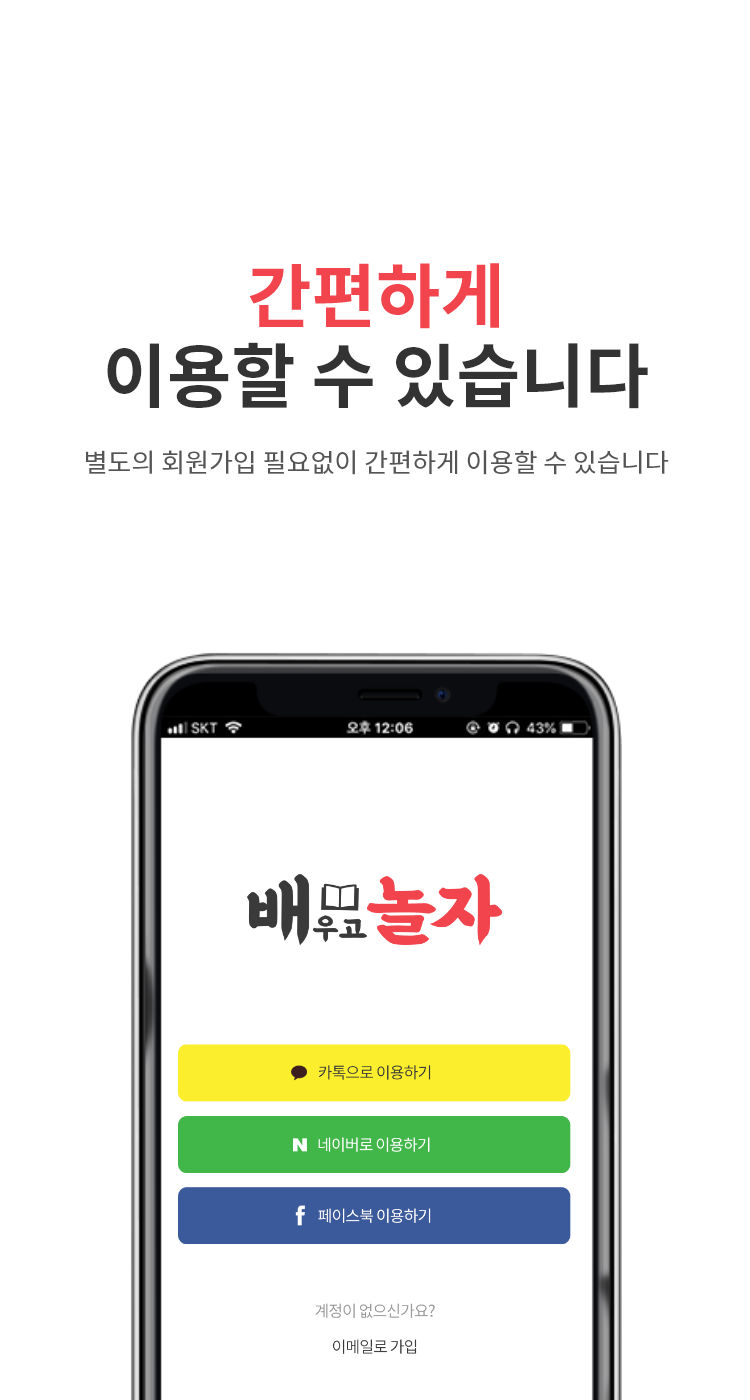 간편하게
이용할 수 있습니다
별도의 회원가입 필요없이 간편하게 이용할 수 있습니다
SKT 오후 12:06 43%
배우고놀자
카톡으로 이용하기
N 네이버로 이용하기
f 페이스북 이용하기
계정이 없으신가요?
이메일로 가입